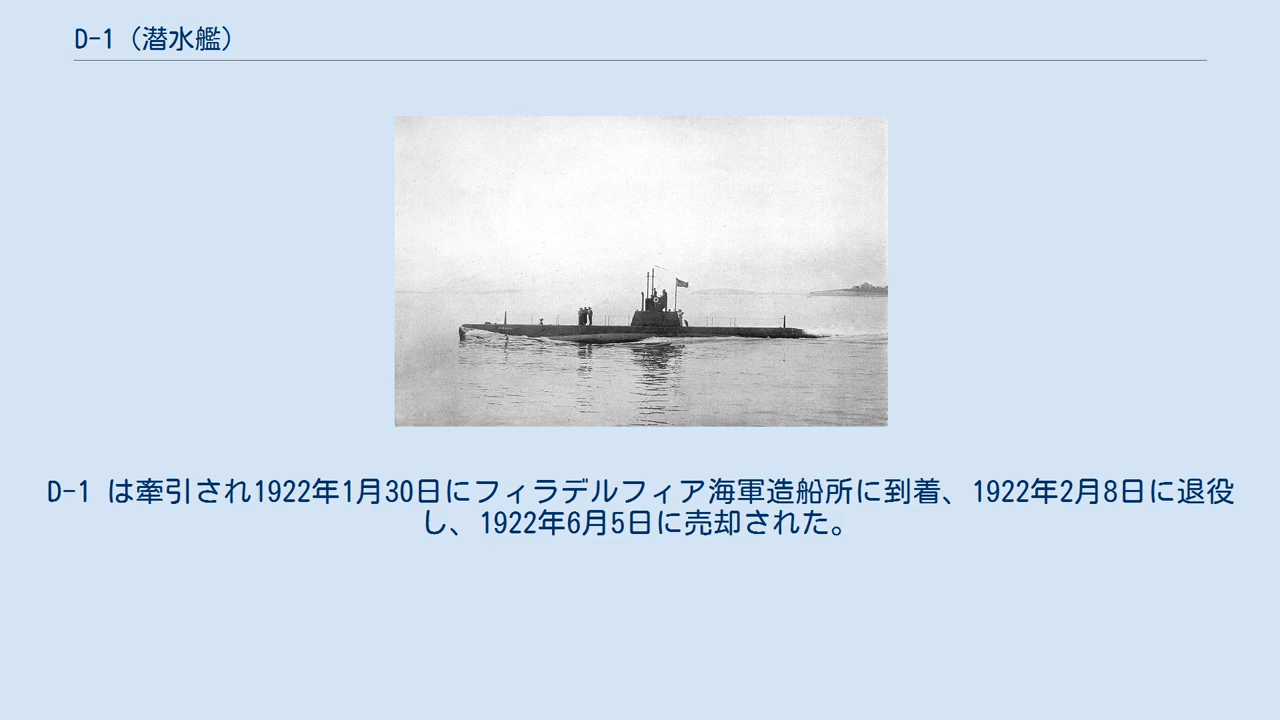 D-1（潜水艦）
D-1 は牽引され1922年1月30日にフィラデルフィア海軍造船所に到着、1922年2月8日に退役
し、1922年6月5日に売却された。